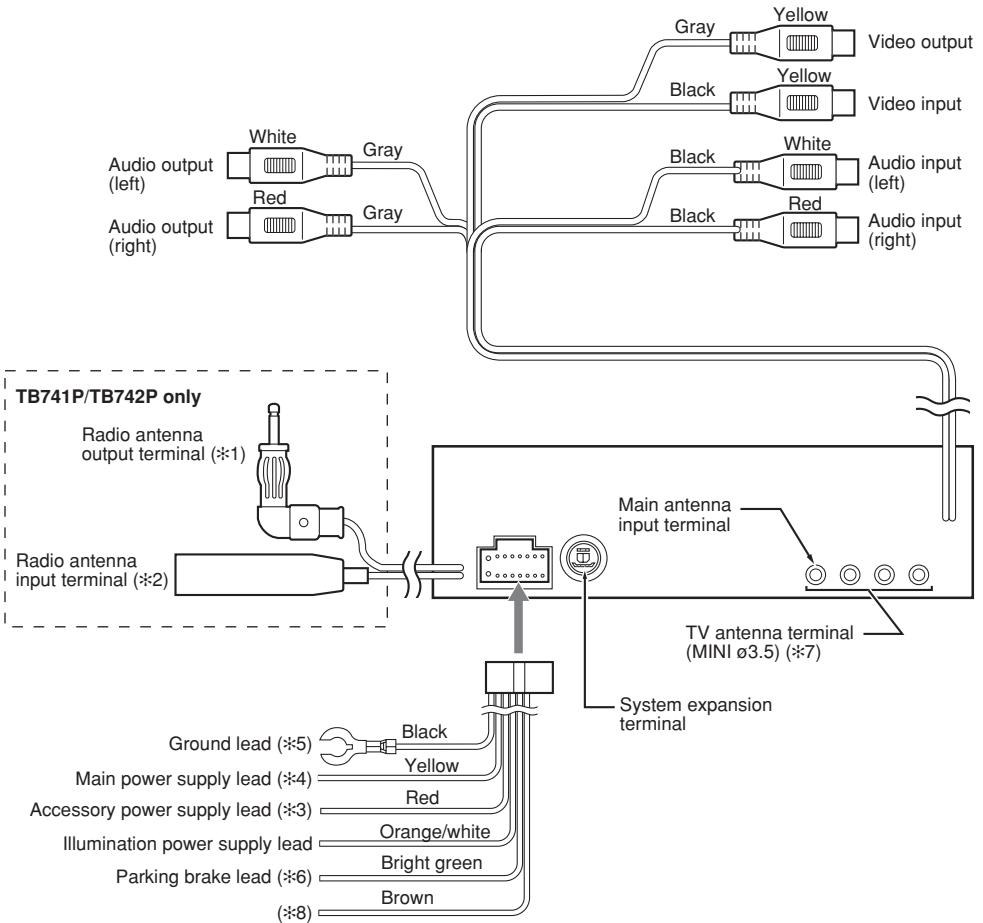 Gray
Yellow
Video output
Black
Yellow
Video input
White
Gray
Audio output
(left)
Red
Gray
Audio output
(right)
Black
White
Audio input
(left)
Black
Red
Audio input
(right)
TB741P/TB742P only
Radio antenna
output terminal (✻1)
Radio antenna
input terminal (✻2)
Main antenna
input terminal
TV antenna terminal
(MINI ø3.5) (✻7)
System expansion
terminal
Ground lead (✻5)
Black
Main power supply lead (✻4)
Yellow
Accessory power supply lead (✻3)
Red
Illumination power supply lead
Orange/white
Parking brake lead (✻6)
Bright green
(✻8)
Brown